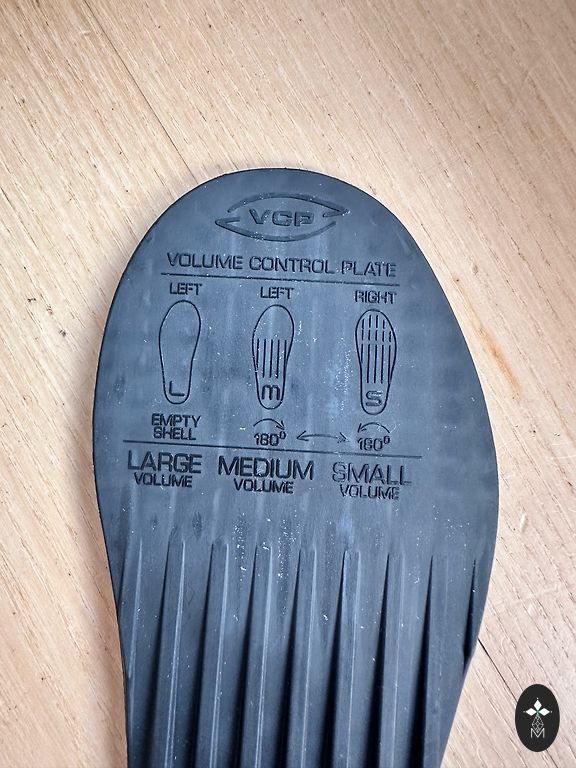 VCP
VOLUME CONTROL PLATE
LEFT LEFT RIGHT
L M S
EMPTY
SHELL
180° 180°
LARGE MEDIUM SMALL
VOLUME VOLUME VOLUME
M